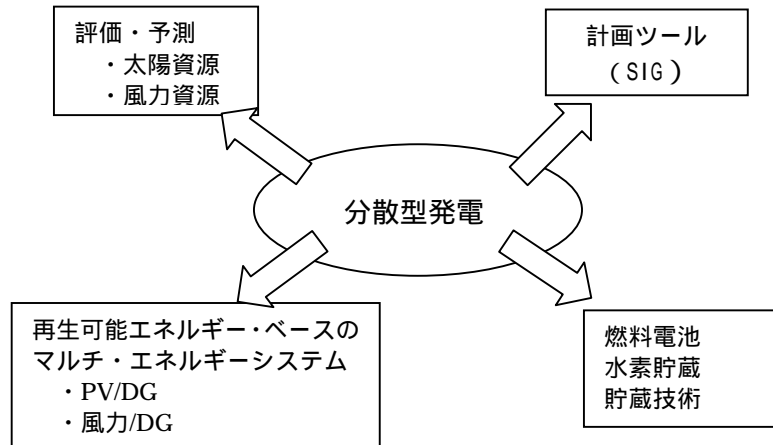 評価・予測
・太陽資源
・風力資源
計画ツール
(SIG)
分散型発電
再生可能エネルギー・ベースの
マルチ・エネルギーシステム
・PV/DG
・風力/DG
燃料電池
水素貯蔵
貯蔵技術